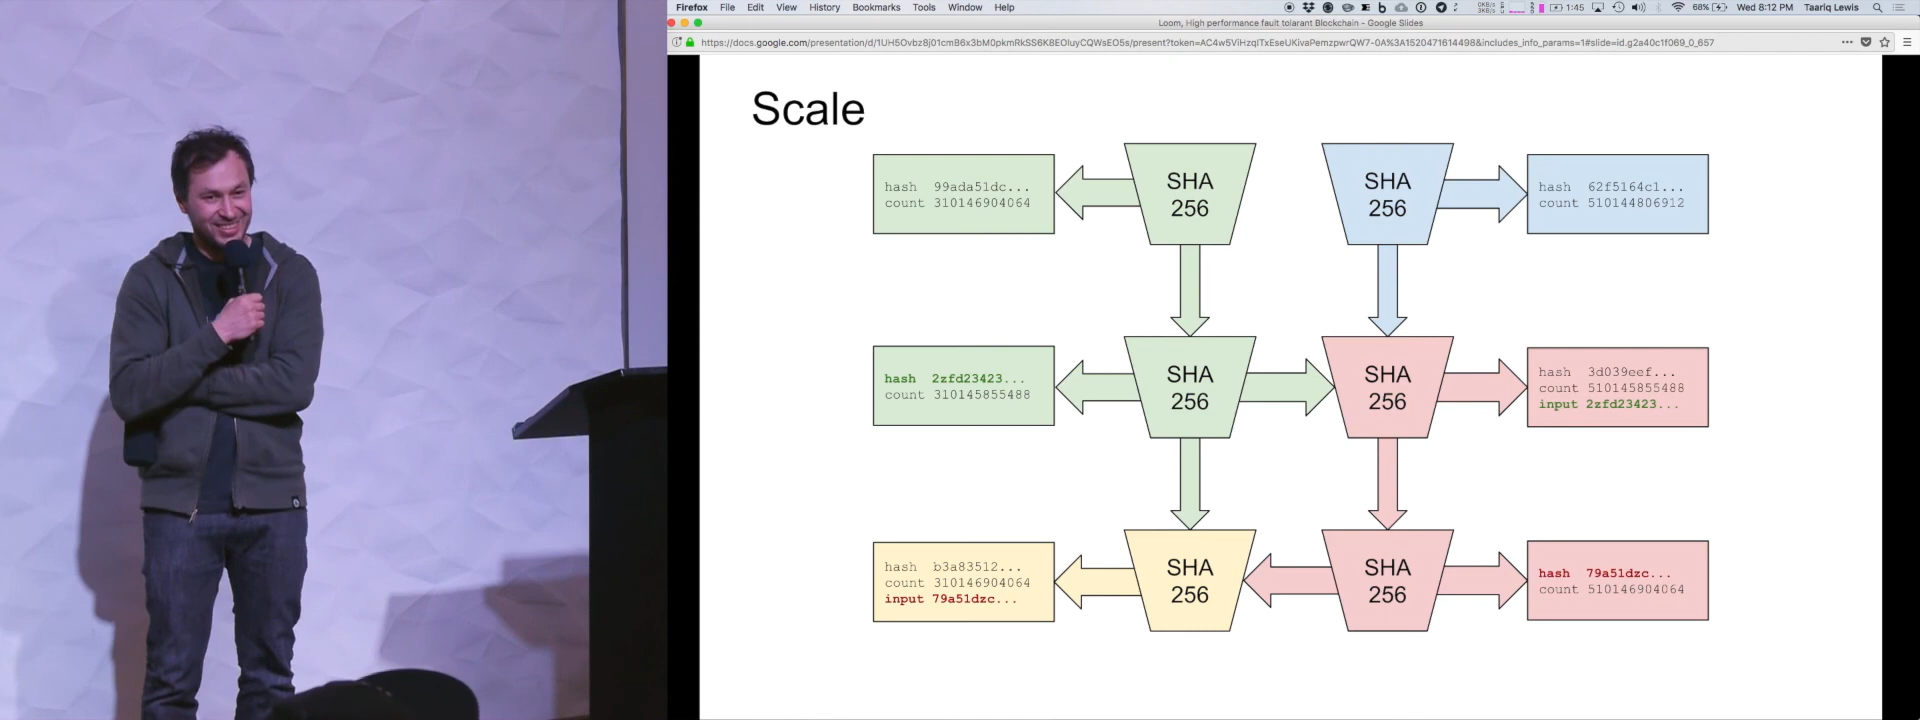 Firefox File Edit View History Bookmarks Tools Window Help
1:45 68% Wed 8:12 PM Taariq Lewis
Loom, High performance fault tolarant Blockchain - Google Slides
Scale
hash 99ada51dc...
count 310146904064
SHA
256
SHA
256
hash 62f5164c1...
count 510144806912
hash 2zfd23423...
count 310145855488
SHA
256
SHA
256
hash 3d039eef...
count 510145855488
input 2zfd23423...
hash b3a83512...
count 310146904064
input 79a51dzc...
SHA
256
SHA
256
hash 79a51dzc...
count 510146904064